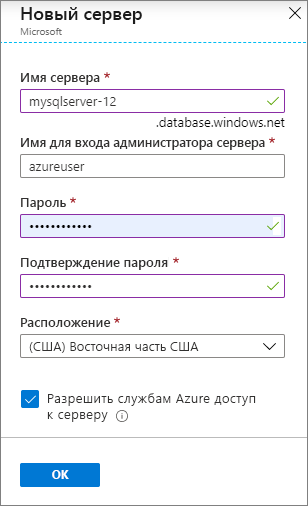 Новый сервер
Microsoft
Имя сервера *
mysqlserver-12
.database.windows.net
Имя для входа администратора сервера *
azureuser
Пароль *
••••••••••••
Подтверждение пароля *
••••••••••••
Расположение *
(США) Восточная часть США
Разрешить службам Azure доступ
к серверу
ОК